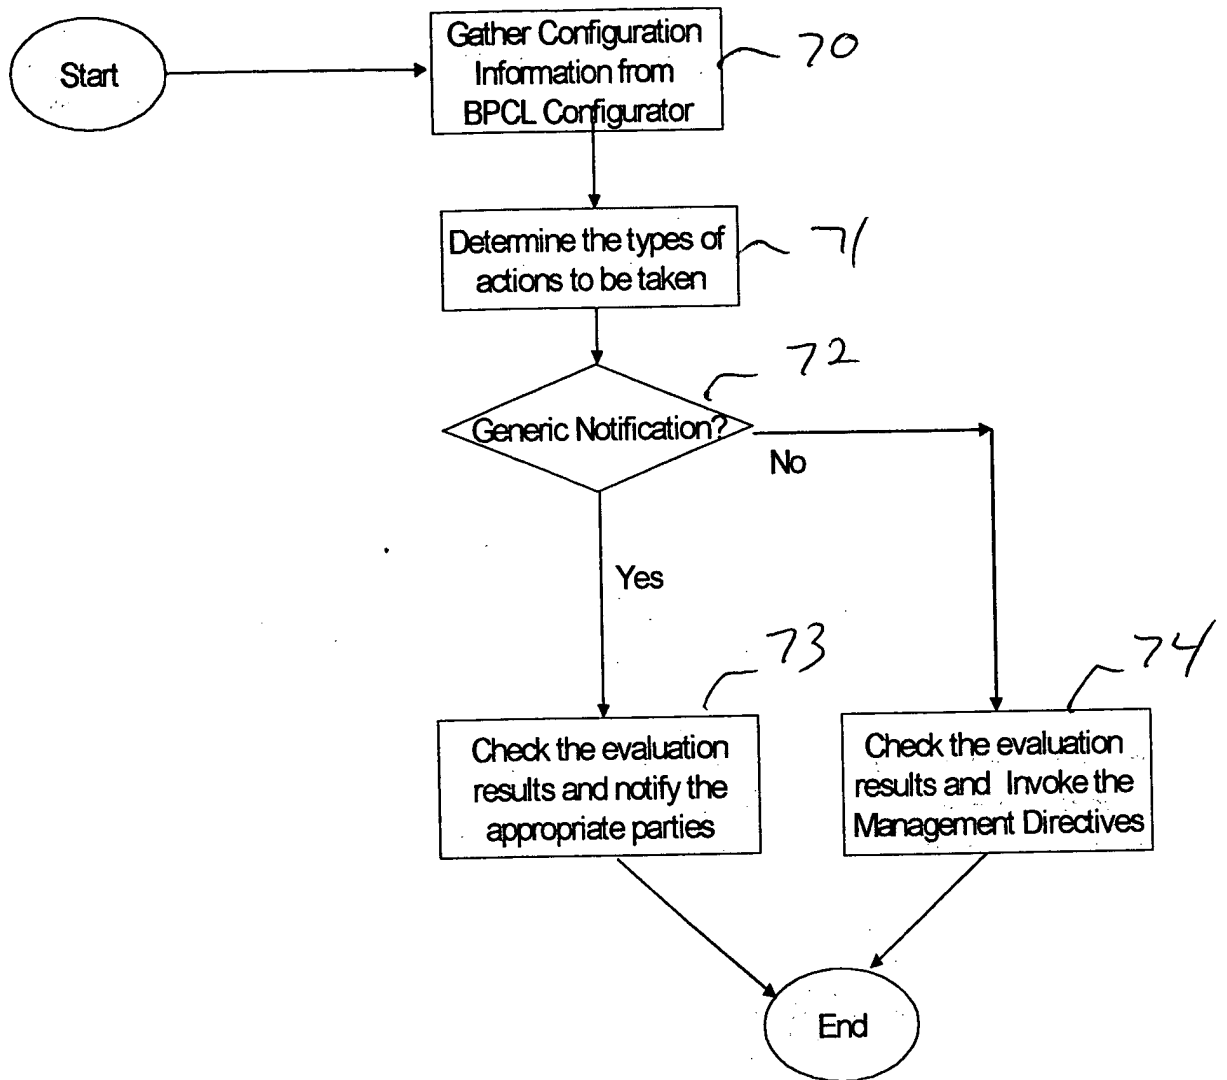 Start
Gather Configuration
Information from
BPCL Configurator
70
Determine the types of
actions to be taken
71
72
Generic Notification?
No
Yes
73
74
Check the evaluation
results and notify the
appropriate parties
Check the evaluation
results and Invoke the
Management Directives
End